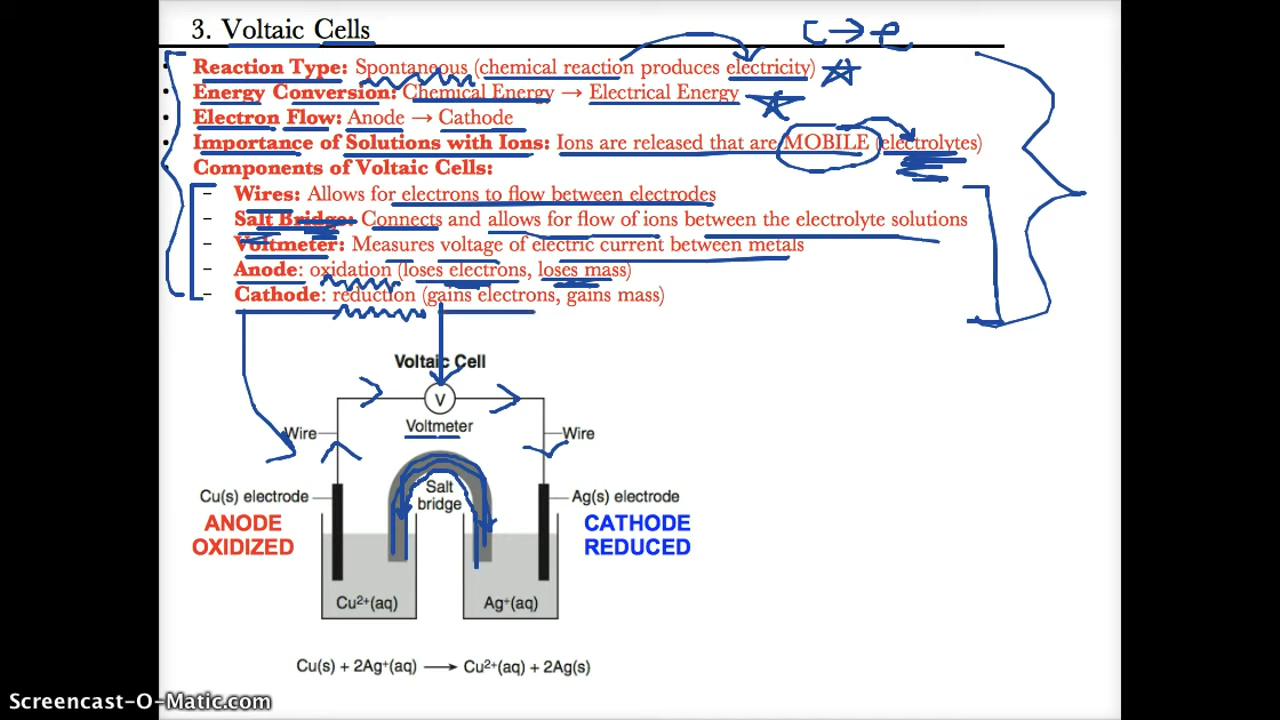 3. Voltaic Cells
C → e
• Reaction Type: Spontaneous (chemical reaction produces electricity)
• Energy Conversion: Chemical Energy → Electrical Energy
• Electron Flow: Anode → Cathode
• Importance of Solutions with Ions: Ions are released that are MOBILE (electrolytes)
Components of Voltaic Cells:
- Wires: Allows for electrons to flow between electrodes
- Salt Bridge: Connects and allows for flow of ions between the electrolyte solutions
- Voltmeter: Measures voltage of electric current between metals
- Anode: oxidation (loses electrons, loses mass)
- Cathode: reduction (gains electrons, gains mass)
Voltaic Cell
V
Voltmeter
Wire
Wire
Salt
bridge
Cu(s) electrode
Ag(s) electrode
ANODE
OXIDIZED
CATHODE
REDUCED
Cu²⁺(aq)
Ag⁺(aq)
Cu(s) + 2Ag⁺(aq) → Cu²⁺(aq) + 2Ag(s)
Screencast-O-Matic.com